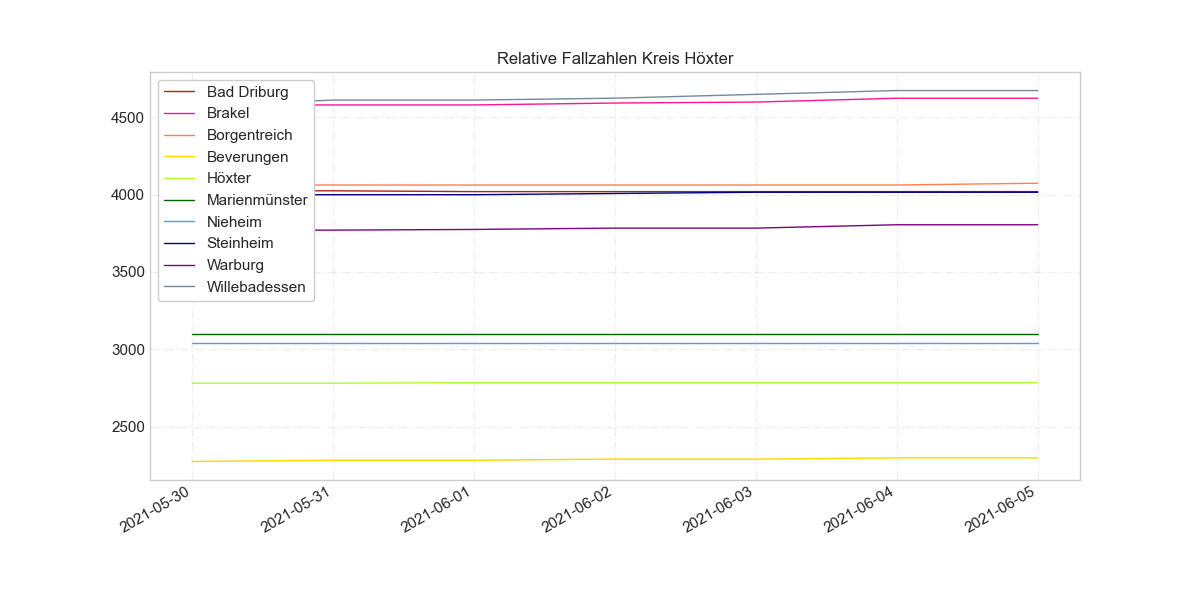 Relative Fallzahlen Kreis Höxter
Bad Driburg
Brakel
Borgentreich
Beverungen
Höxter
Marienmünster
Nieheim
Steinheim
Warburg
Willebadessen
4500
4000
3500
3000
2500
2021-05-30
2021-05-31
2021-06-01
2021-06-02
2021-06-03
2021-06-04
2021-06-05